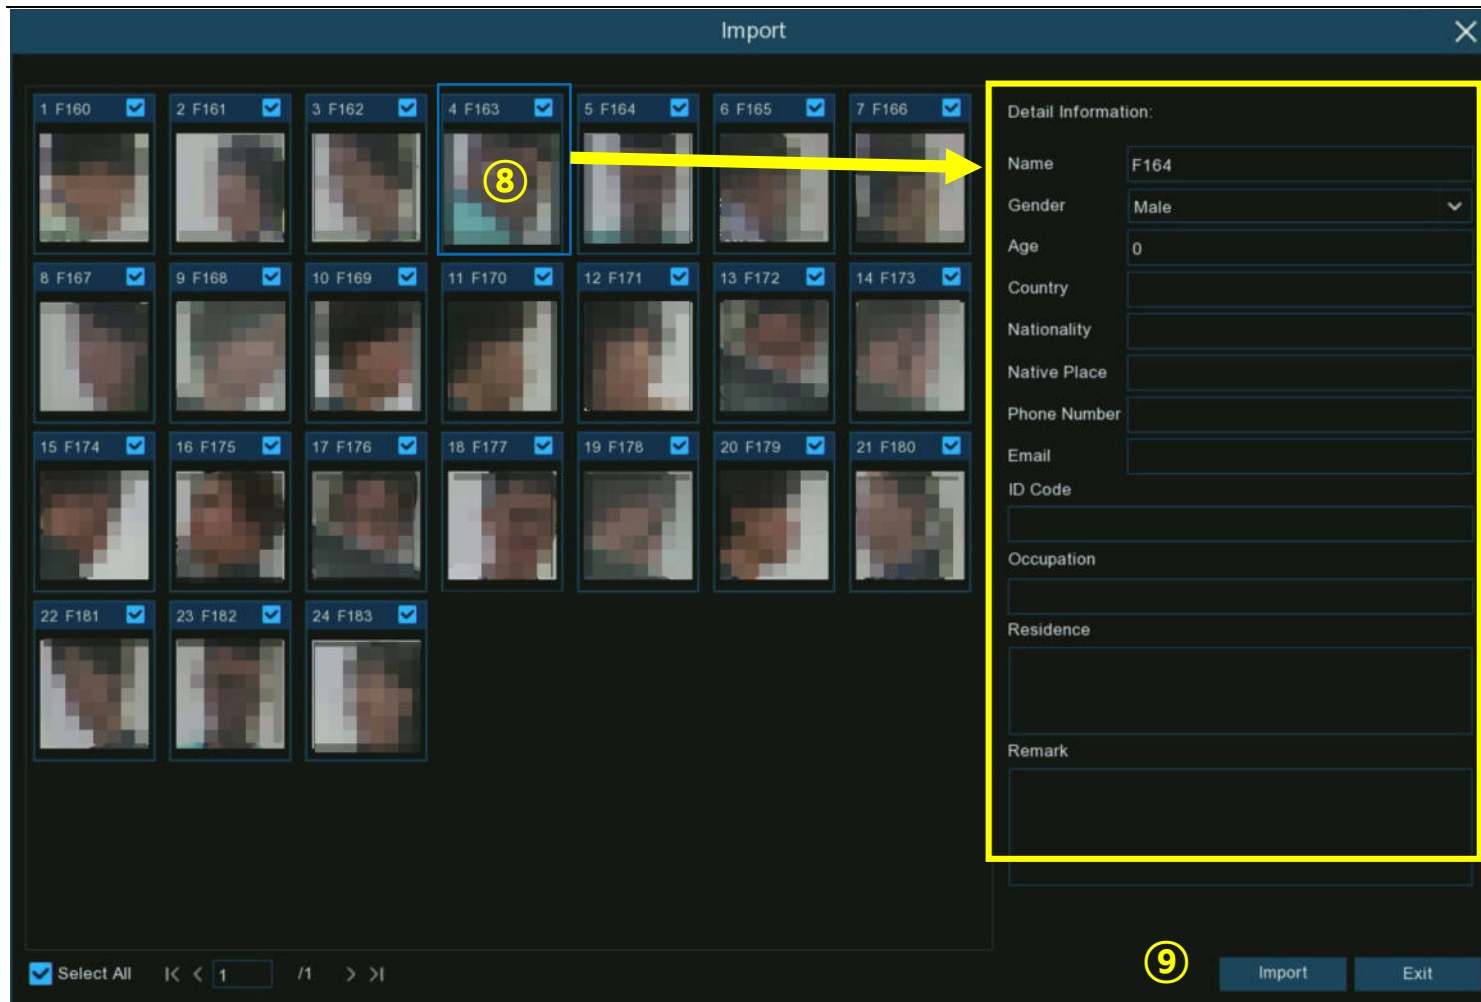 Import
1 F160 2 F161 3 F162 4 F163 5 F164 6 F165 7 F166
⑧
8 F167 9 F168 10 F169 11 F170 12 F171 13 F172 14 F173
15 F174 16 F175 17 F176 18 F177 19 F178 20 F179 21 F180
22 F181 23 F182 24 F183
Detail Information:
Name F164
Gender Male
Age 0
Country
Nationality
Native Place
Phone Number
Email
ID Code
Occupation
Residence
Remark
Select All |< < 1 /1 > >|
⑨
Import Exit